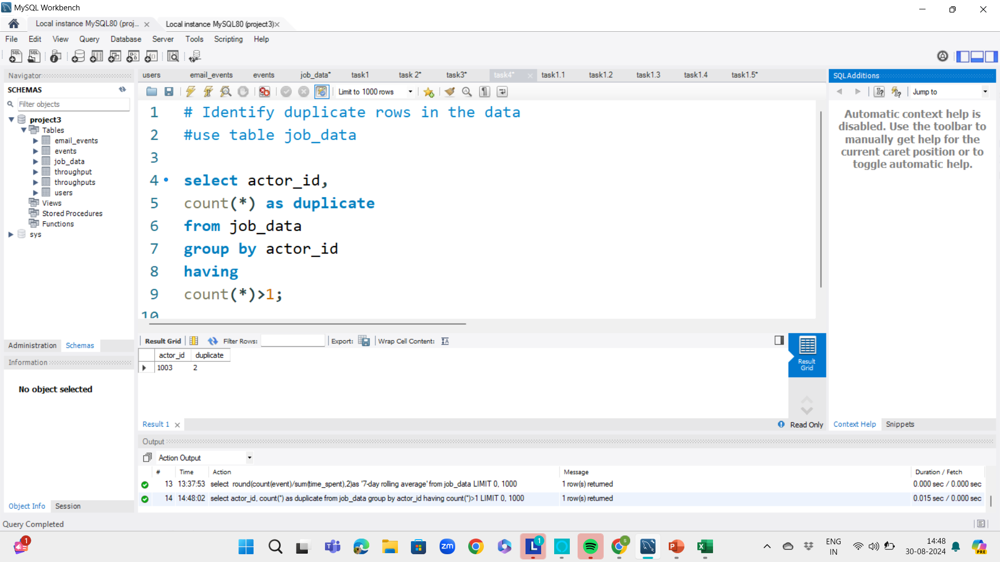 MySQL Workbench
Local instance MySQL80 (proj... Local instance MySQL80 (project3)
File Edit View Query Database Server Tools Scripting Help
Navigator
SCHEMAS
Filter objects
project3
Tables
email_events
events
job_data
throughput
throughputs
users
Views
Stored Procedures
Functions
sys
Administration Schemas
Information
No object selected
Object Info Session
users email_events events job_data* task1 task 2* task3* task4* task1.1 task1.2 task1.3 task1.4 task1.5*
Limit to 1000 rows
1 # Identify duplicate rows in the data
2 #use table job_data
3
4 select actor_id,
5 count(*) as duplicate
6 from job_data
7 group by actor_id
8 having
9 count(*)>1;
10
Result Grid Filter Rows: Export: Wrap Cell Content:
actor_id duplicate
1003 2
Result Grid
Result 1 Read Only
SQLAdditions
Jump to
Automatic context help is
disabled. Use the toolbar to
manually get help for the
current caret position or to
toggle automatic help.
Context Help Snippets
Output
Action Output
# Time Action Message Duration / Fetch
13 13:37:53 select round(count(event)/sum(time_spent),2)as '7-day rolling average' from job_data LIMIT 0, 1000 1 row(s) returned 0.000 sec / 0.000 sec
14 14:48:02 select actor_id, count(*) as duplicate from job_data group by actor_id having count(*)>1 LIMIT 0, 1000 1 row(s) returned 0.015 sec / 0.000 sec
Query Completed
1
zm
L
1
S
P
X
ENG
IN
14:48
30-08-2024
PRE